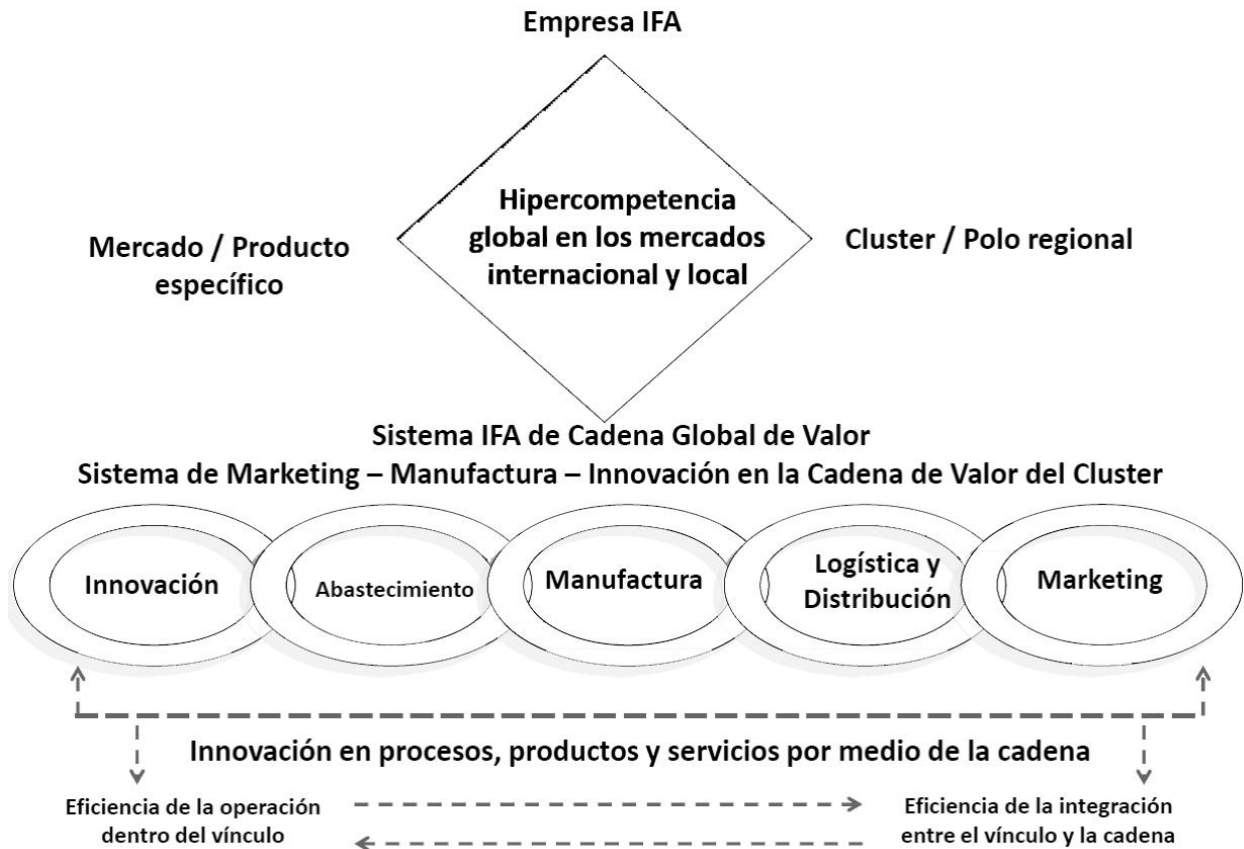 Empresa IFA
Hipercompetencia
global en los mercados
internacional y local
Mercado / Producto
específico
Cluster / Polo regional
Sistema IFA de Cadena Global de Valor
Sistema de Marketing – Manufactura – Innovación en la Cadena de Valor del Cluster
Innovación
Abastecimiento
Manufactura
Logística y
Distribución
Marketing
Innovación en procesos, productos y servicios por medio de la cadena
Eficiencia de la operación
dentro del vínculo
Eficiencia de la integración
entre el vínculo y la cadena